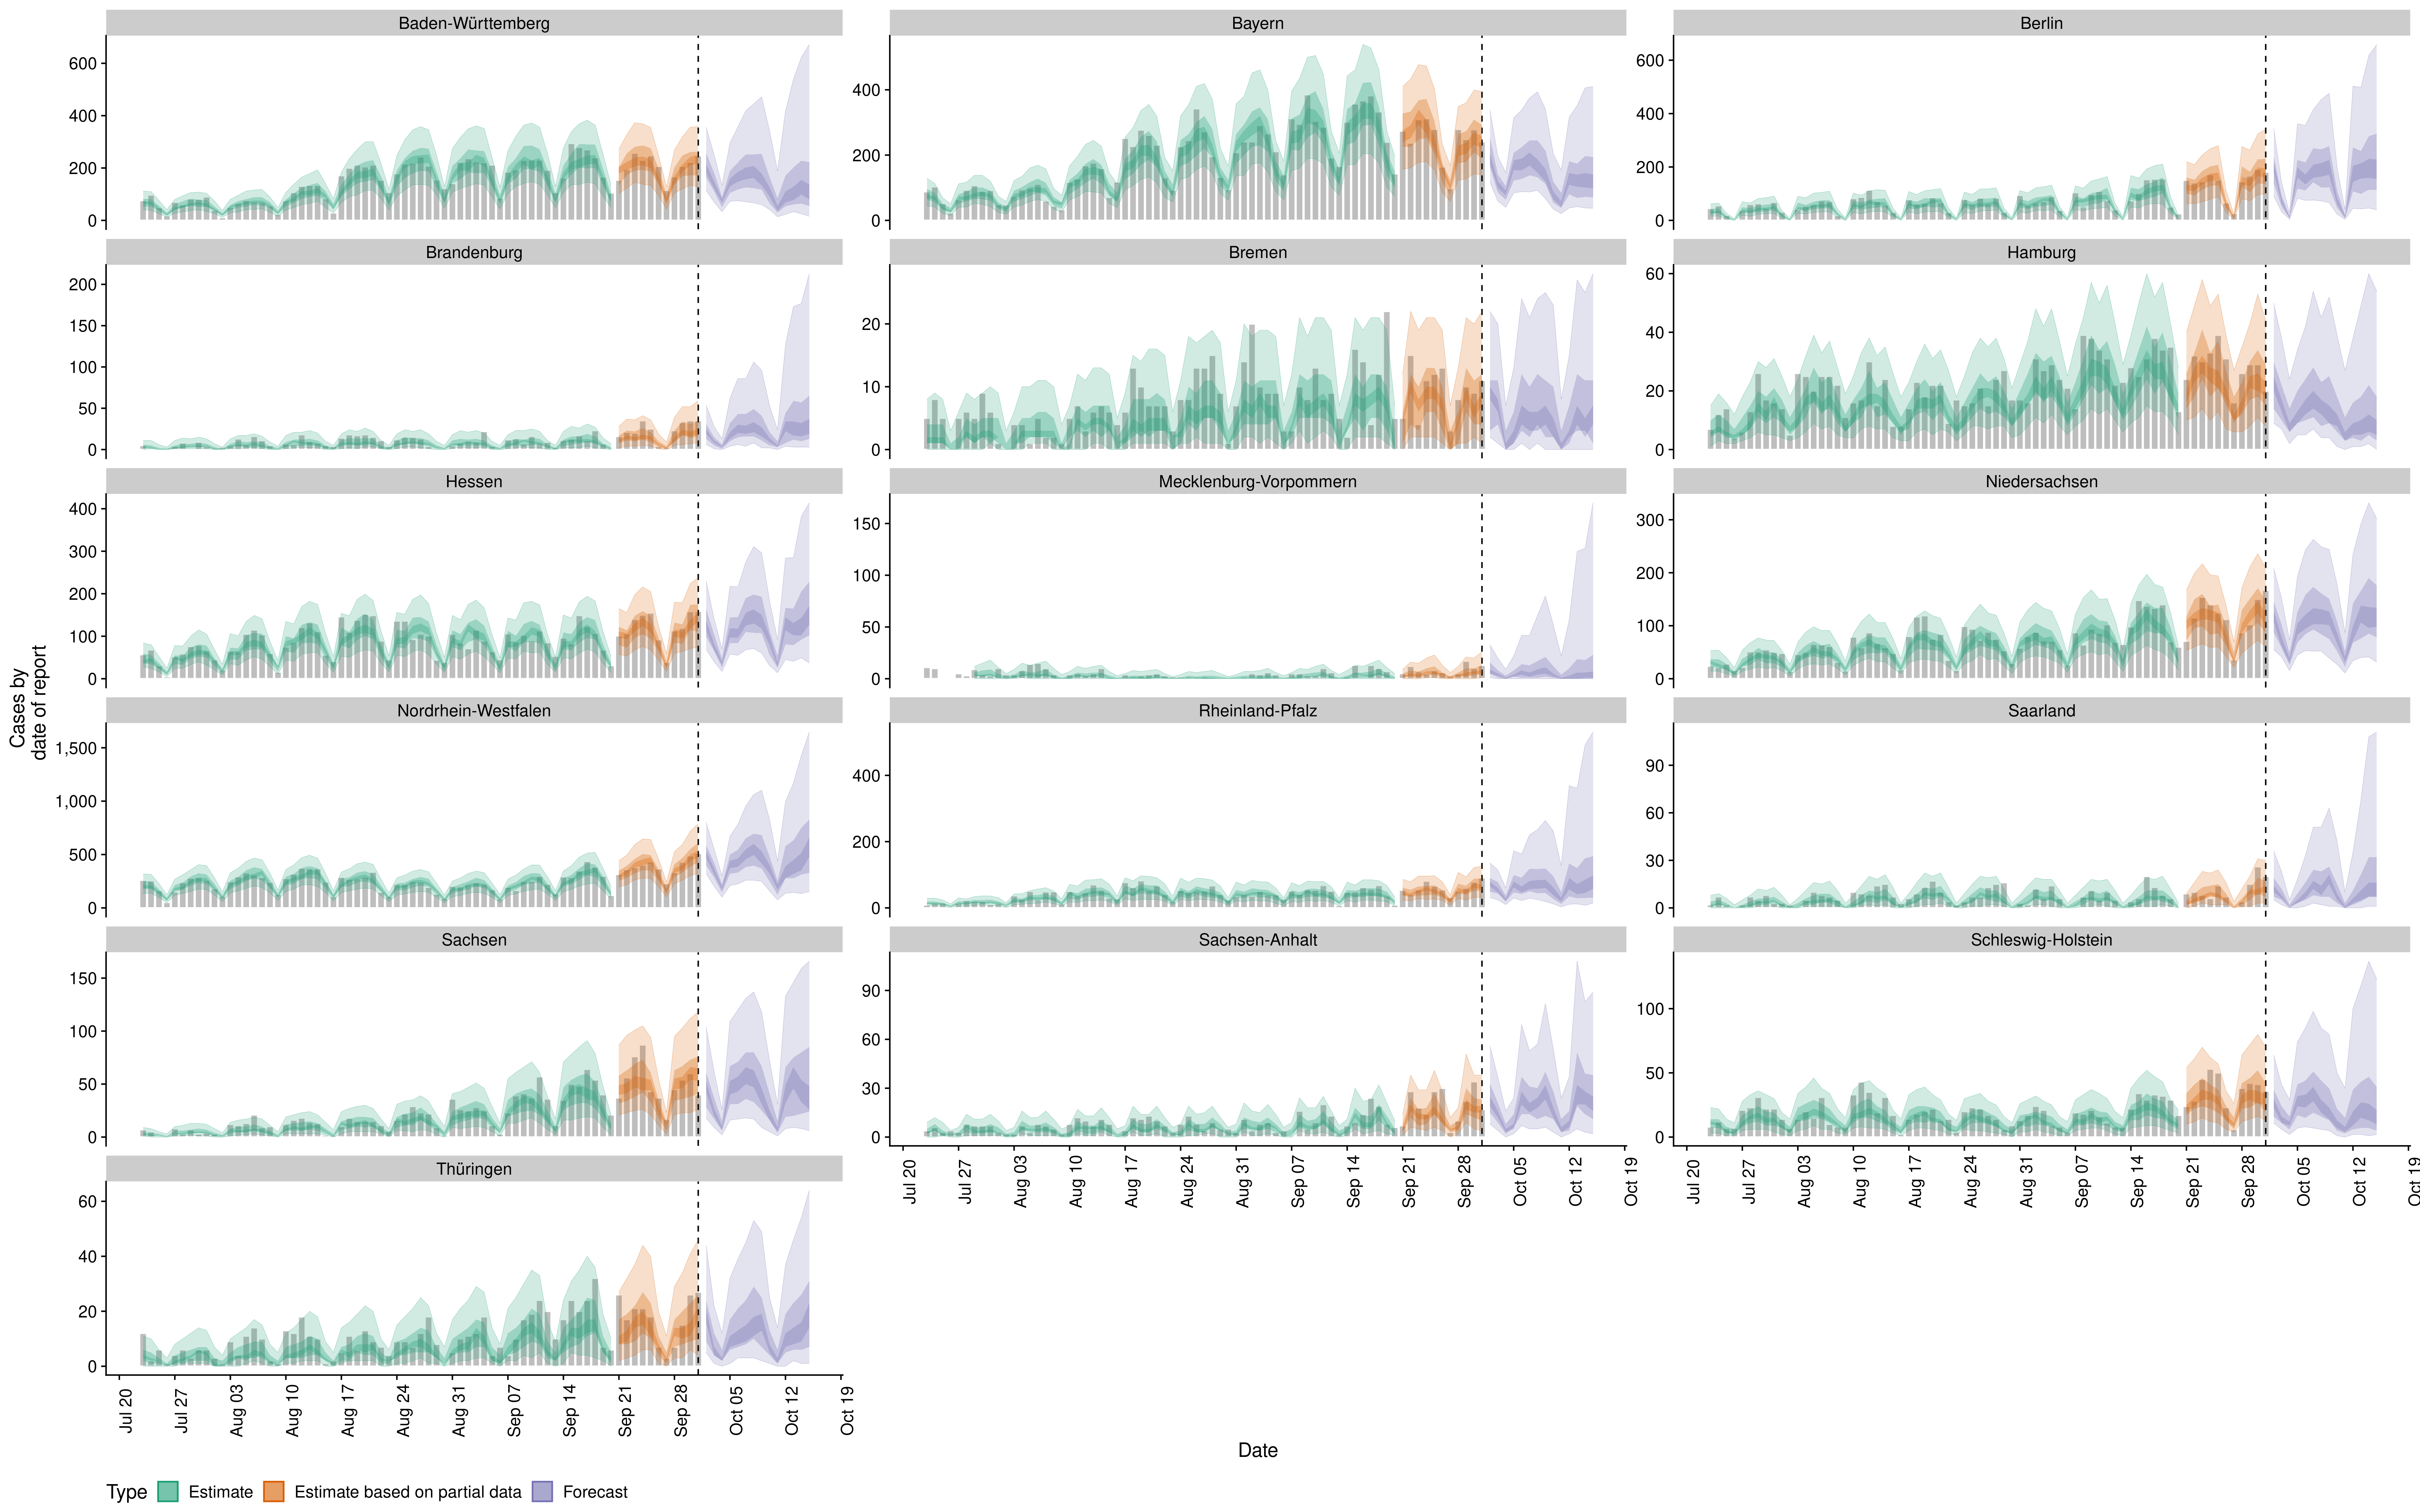 Baden-Württemberg
Bayern
Berlin
600
400
200
0
400
200
0
600
400
200
0
Brandenburg
Bremen
Hamburg
200
150
100
50
0
20
10
0
60
40
20
0
Hessen
Mecklenburg-Vorpommern
Niedersachsen
400
300
200
100
0
150
100
50
0
300
200
100
0
Cases by
date of report
Nordrhein-Westfalen
Rheinland-Pfalz
Saarland
1,500
1,000
500
0
400
200
0
90
60
30
0
Sachsen
Sachsen-Anhalt
Schleswig-Holstein
150
100
50
0
90
60
30
0
100
50
0
Jul 20
Jul 27
Aug 03
Aug 10
Aug 17
Aug 24
Aug 31
Sep 07
Sep 14
Sep 21
Sep 28
Oct 05
Oct 12
Oct 19
Jul 20
Jul 27
Aug 03
Aug 10
Aug 17
Aug 24
Aug 31
Sep 07
Sep 14
Sep 21
Sep 28
Oct 05
Oct 12
Oct 19
Thüringen
60
40
20
0
Jul 20
Jul 27
Aug 03
Aug 10
Aug 17
Aug 24
Aug 31
Sep 07
Sep 14
Sep 21
Sep 28
Oct 05
Oct 12
Oct 19
Date
Type Estimate Estimate based on partial data Forecast